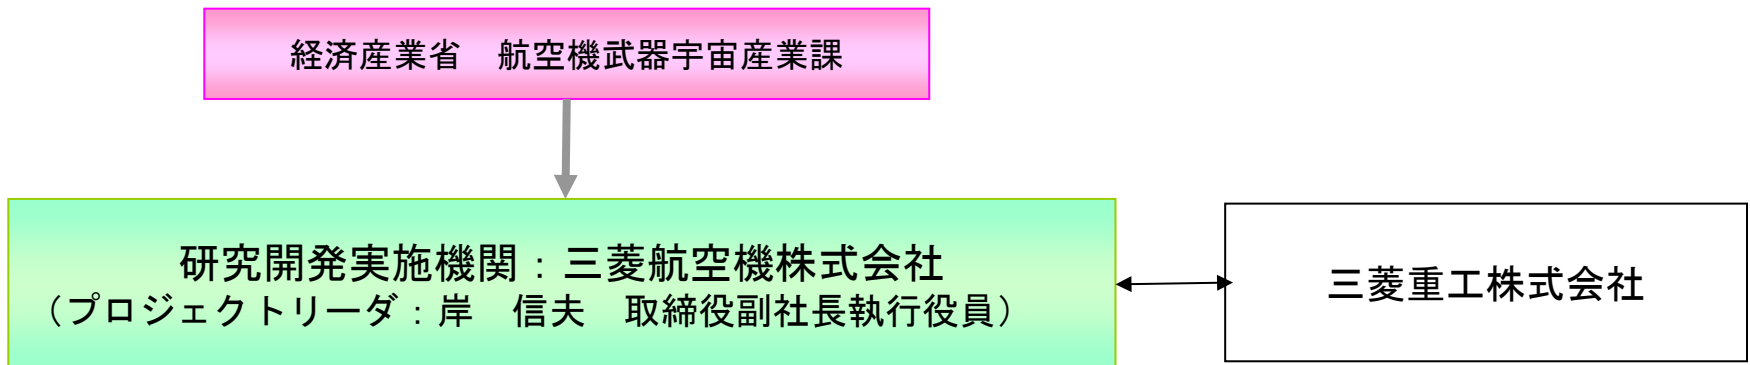 経済産業省　航空機武器宇宙産業課
研究開発実施機関：三菱航空機株式会社
（プロジェクトリーダ：岸　信夫　取締役副社長執行役員）
三菱重工株式会社